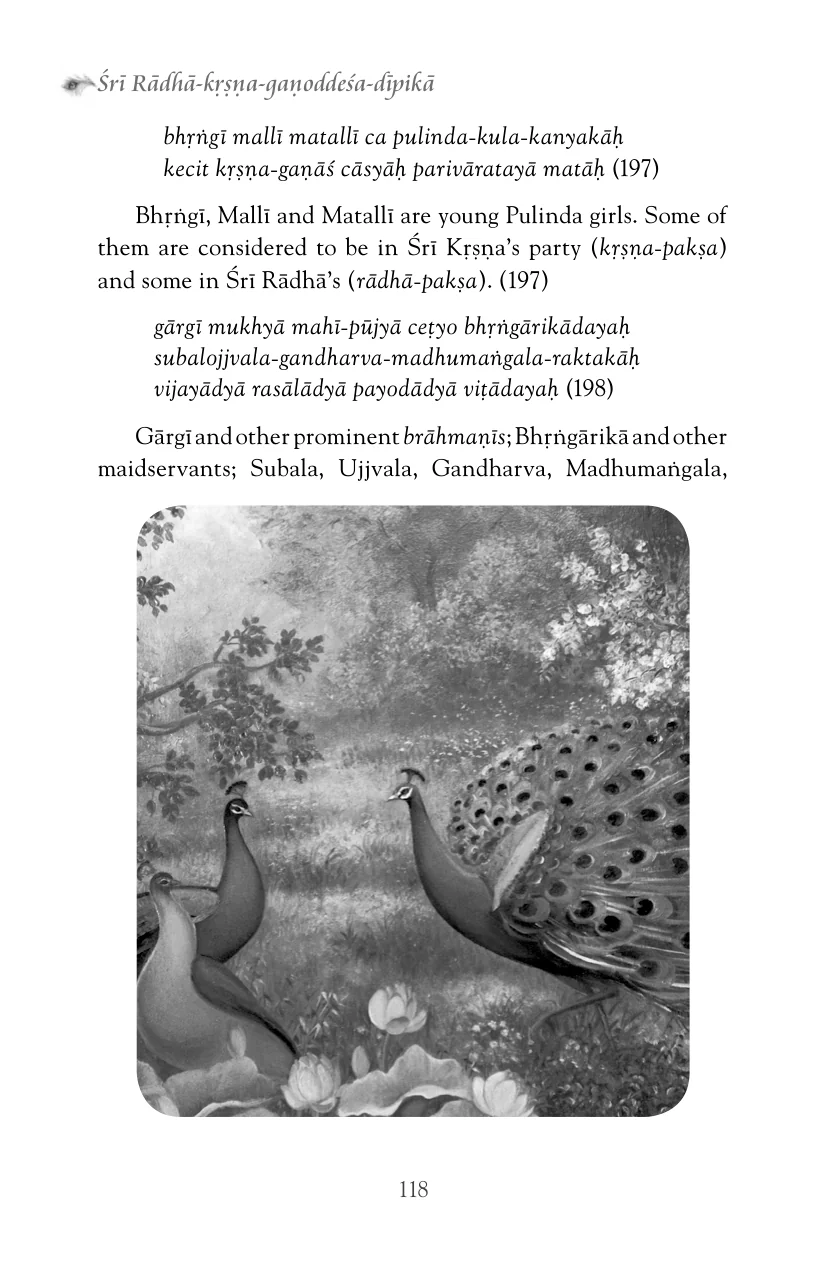 Śrī Rādhā-kṛṣṇa-gaṇoddeśa-dīpikā
bhṛṅgī mallī matallī ca pulinda-kula-kanyakāḥ
kecit kṛṣṇa-gaṇāś cāsyāḥ parivāratayā matāḥ (197)
Bhṛṅgī, Mallī and Matallī are young Pulinda girls. Some of
them are considered to be in Śrī Kṛṣṇa’s party (kṛṣṇa-pakṣa)
and some in Śrī Rādhā’s (rādhā-pakṣa). (197)
gārgī mukhyā mahī-pūjyā ceṭyo bhṛṅgārikādayaḥ
subalojjvala-gandharva-madhumaṅgala-raktakāḥ
vijayādyā rasālādyā payodādyā viṭādayaḥ (198)
Gārgī and other prominent brāhmaṇīs; Bhṛṅgārikā and other
maidservants; Subala, Ujjvala, Gandharva, Madhumaṅgala,
118